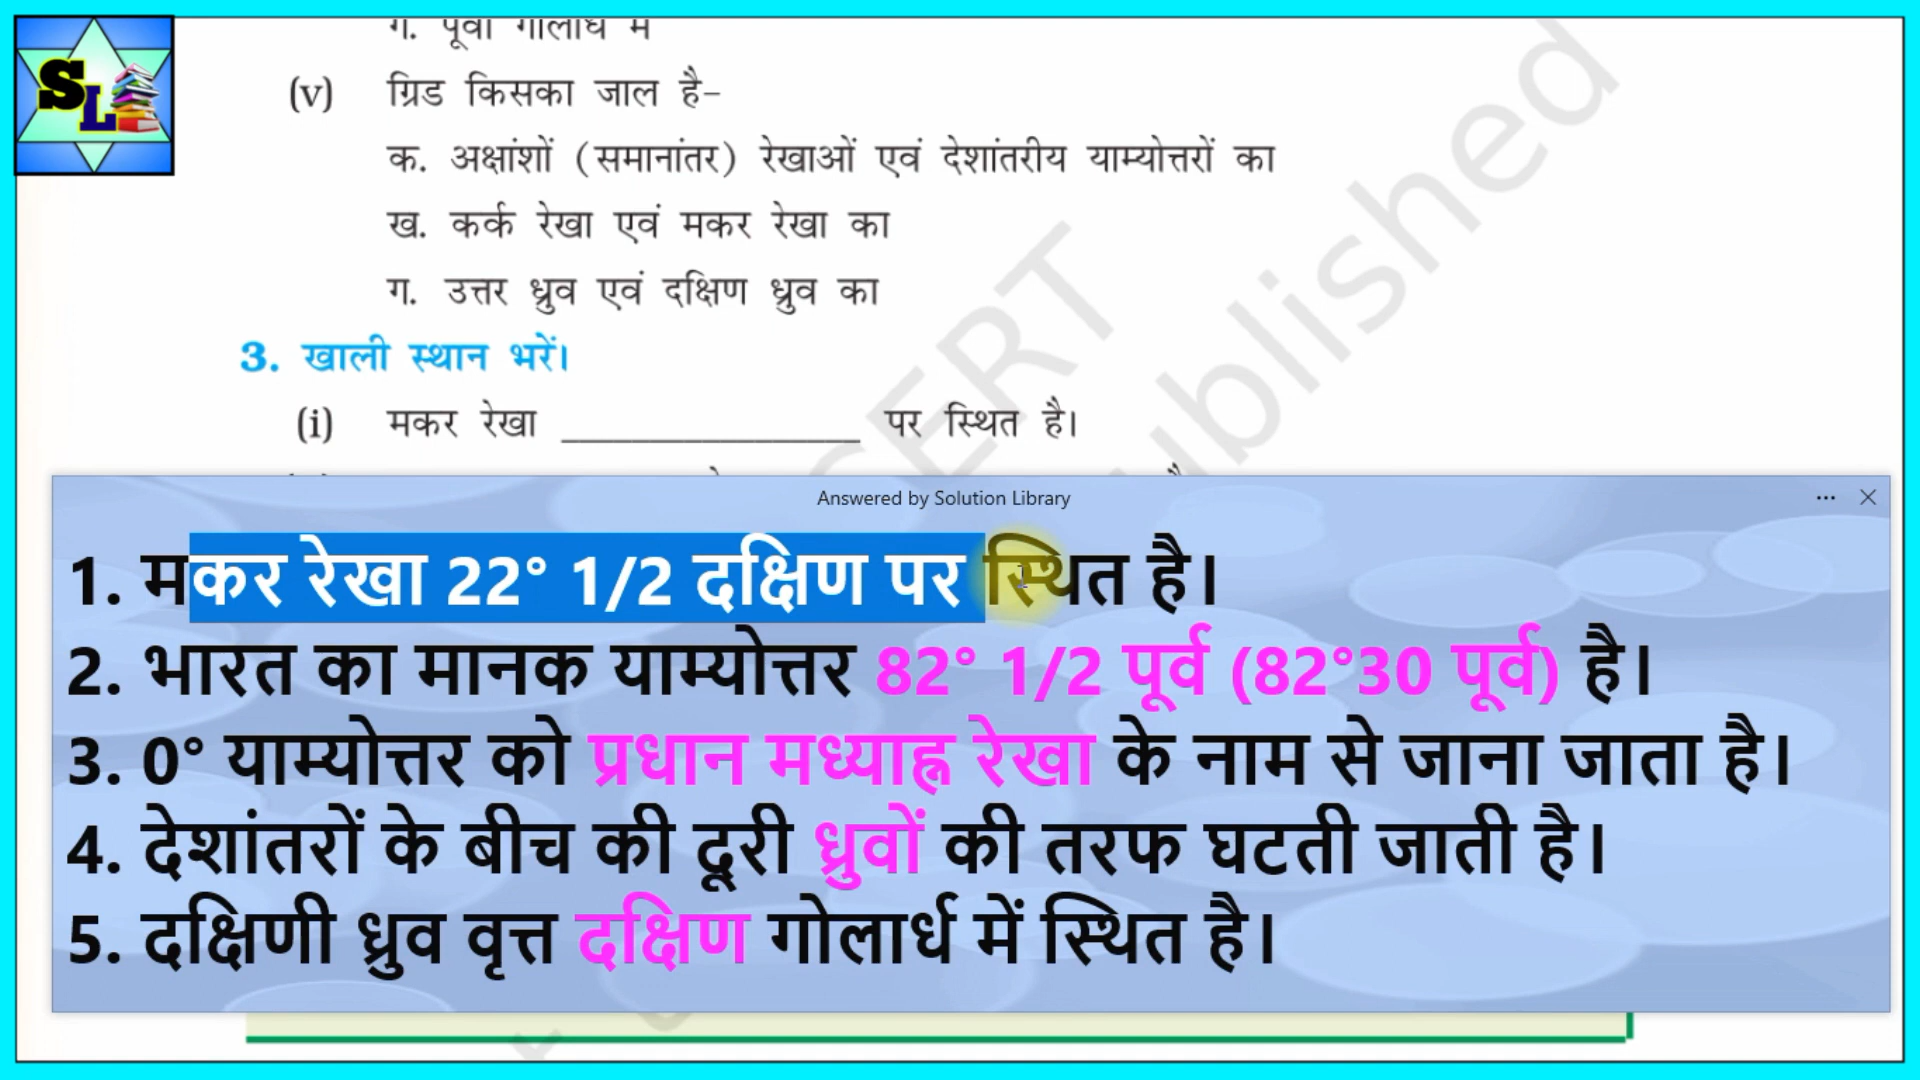 ग. पूर्वी गोलार्ध में
(v) ग्रिड किसका जाल है-
क. अक्षांशों (समानांतर) रेखाओं एवं देशांतरीय याम्योत्तरों का
ख. कर्क रेखा एवं मकर रेखा का
ग. उत्तर ध्रुव एवं दक्षिण ध्रुव का
3. खाली स्थान भरें।
(i) मकर रेखा ________________ पर स्थित है।
Answered by Solution Library
1. मकर रेखा 22° 1/2 दक्षिण पर स्थित है।
2. भारत का मानक याम्योत्तर 82° 1/2 पूर्व (82°30 पूर्व) है।
3. 0° याम्योत्तर को प्रधान मध्याह्न रेखा के नाम से जाना जाता है।
4. देशांतरों के बीच की दूरी ध्रुवों की तरफ घटती जाती है।
5. दक्षिणी ध्रुव वृत्त दक्षिण गोलार्ध में स्थित है।
SL